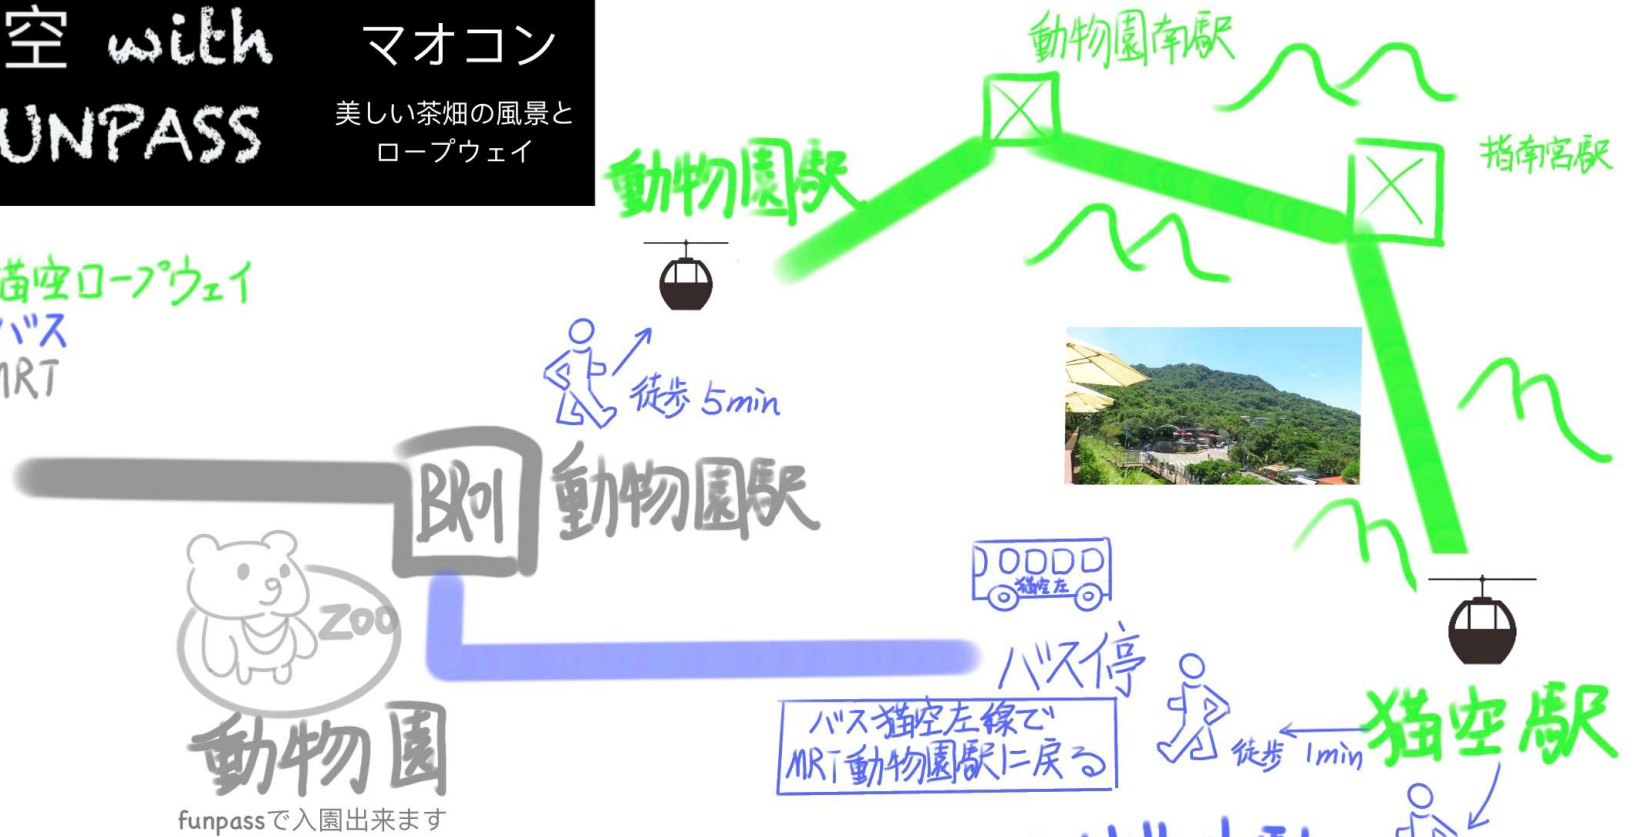 空 with
UNPASS
マオコン
美しい茶畑の風景と
ロープウェイ
動物園南駅
指南宮駅
動物園駅
猫空ロープウェイ
バス
MRT
徒歩 5min
BR01
動物園駅
ZOO
動物園
funpassで入園出来ます
猫空左
バス停
バス猫空左線で
MRT動物園駅に戻る
徒歩 1min
猫空駅